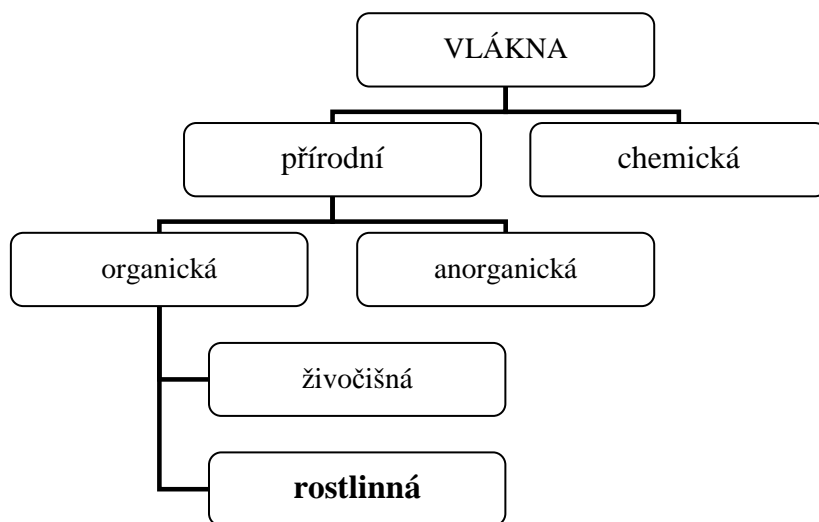 VLÁKNA
přírodní
chemická
organická
anorganická
živočišná
rostlinná